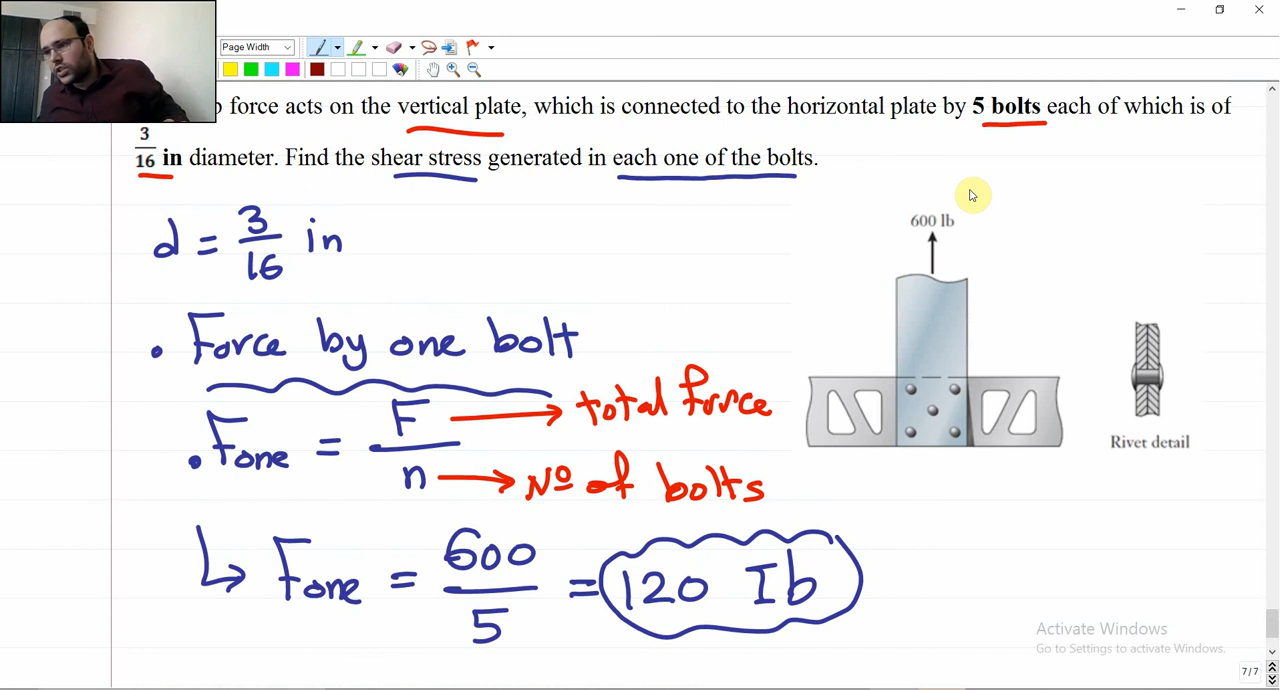 Page Width
force acts on the vertical plate, which is connected to the horizontal plate by 5 bolts each of which is of
3
16 in diameter. Find the shear stress generated in each one of the bolts.
d = 3/16 in
600 lb
• Force by one bolt
• Fone = F/n
→ total force
→ Nº of bolts
Rivet detail
↳ Fone = 600/5 = 120 Ib
Activate Windows
Go to Settings to activate Windows.
7/7